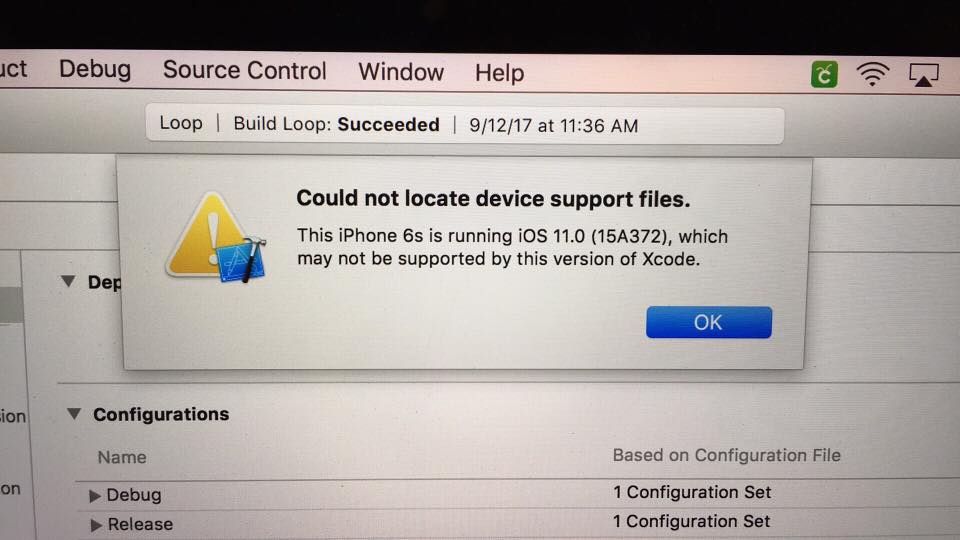 uct Debug Source Control Window Help
Loop | Build Loop: Succeeded | 9/12/17 at 11:36 AM
Could not locate device support files.
This iPhone 6s is running iOS 11.0 (15A372), which
may not be supported by this version of Xcode.
OK
Dep
Configurations
sion
Name Based on Configuration File
on
Debug 1 Configuration Set
Release 1 Configuration Set